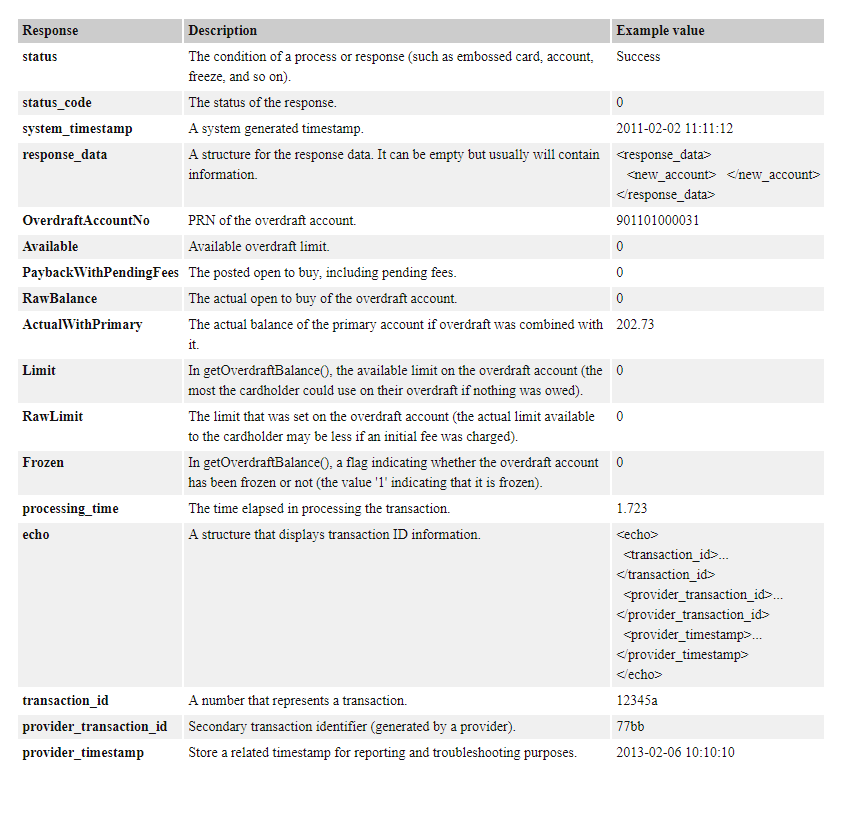 Response Description Example value
status The condition of a process or response (such as embossed card, account, Success
freeze, and so on).
status_code The status of the response. 0
system_timestamp A system generated timestamp. 2011-02-02 11:11:12
response_data A structure for the response data. It can be empty but usually will contain <response_data>
information. <new_account> </new_account>
</response_data>
OverdraftAccountNo PRN of the overdraft account. 901101000031
Available Available overdraft limit. 0
PaybackWithPendingFees The posted open to buy, including pending fees. 0
RawBalance The actual open to buy of the overdraft account. 0
ActualWithPrimary The actual balance of the primary account if overdraft was combined with 202.73
it.
Limit In getOverdraftBalance(), the available limit on the overdraft account (the 0
most the cardholder could use on their overdraft if nothing was owed).
RawLimit The limit that was set on the overdraft account (the actual limit available 0
to the cardholder may be less if an initial fee was charged).
Frozen In getOverdraftBalance(), a flag indicating whether the overdraft account 0
has been frozen or not (the value '1' indicating that it is frozen).
processing_time The time elapsed in processing the transaction. 1.723
echo A structure that displays transaction ID information. <echo>
<transaction_id>...
</transaction_id>
<provider_transaction_id>...
</provider_transaction_id>
<provider_timestamp>...
</provider_timestamp>
</echo>
transaction_id A number that represents a transaction. 12345a
provider_transaction_id Secondary transaction identifier (generated by a provider). 77bb
provider_timestamp Store a related timestamp for reporting and troubleshooting purposes. 2013-02-06 10:10:10